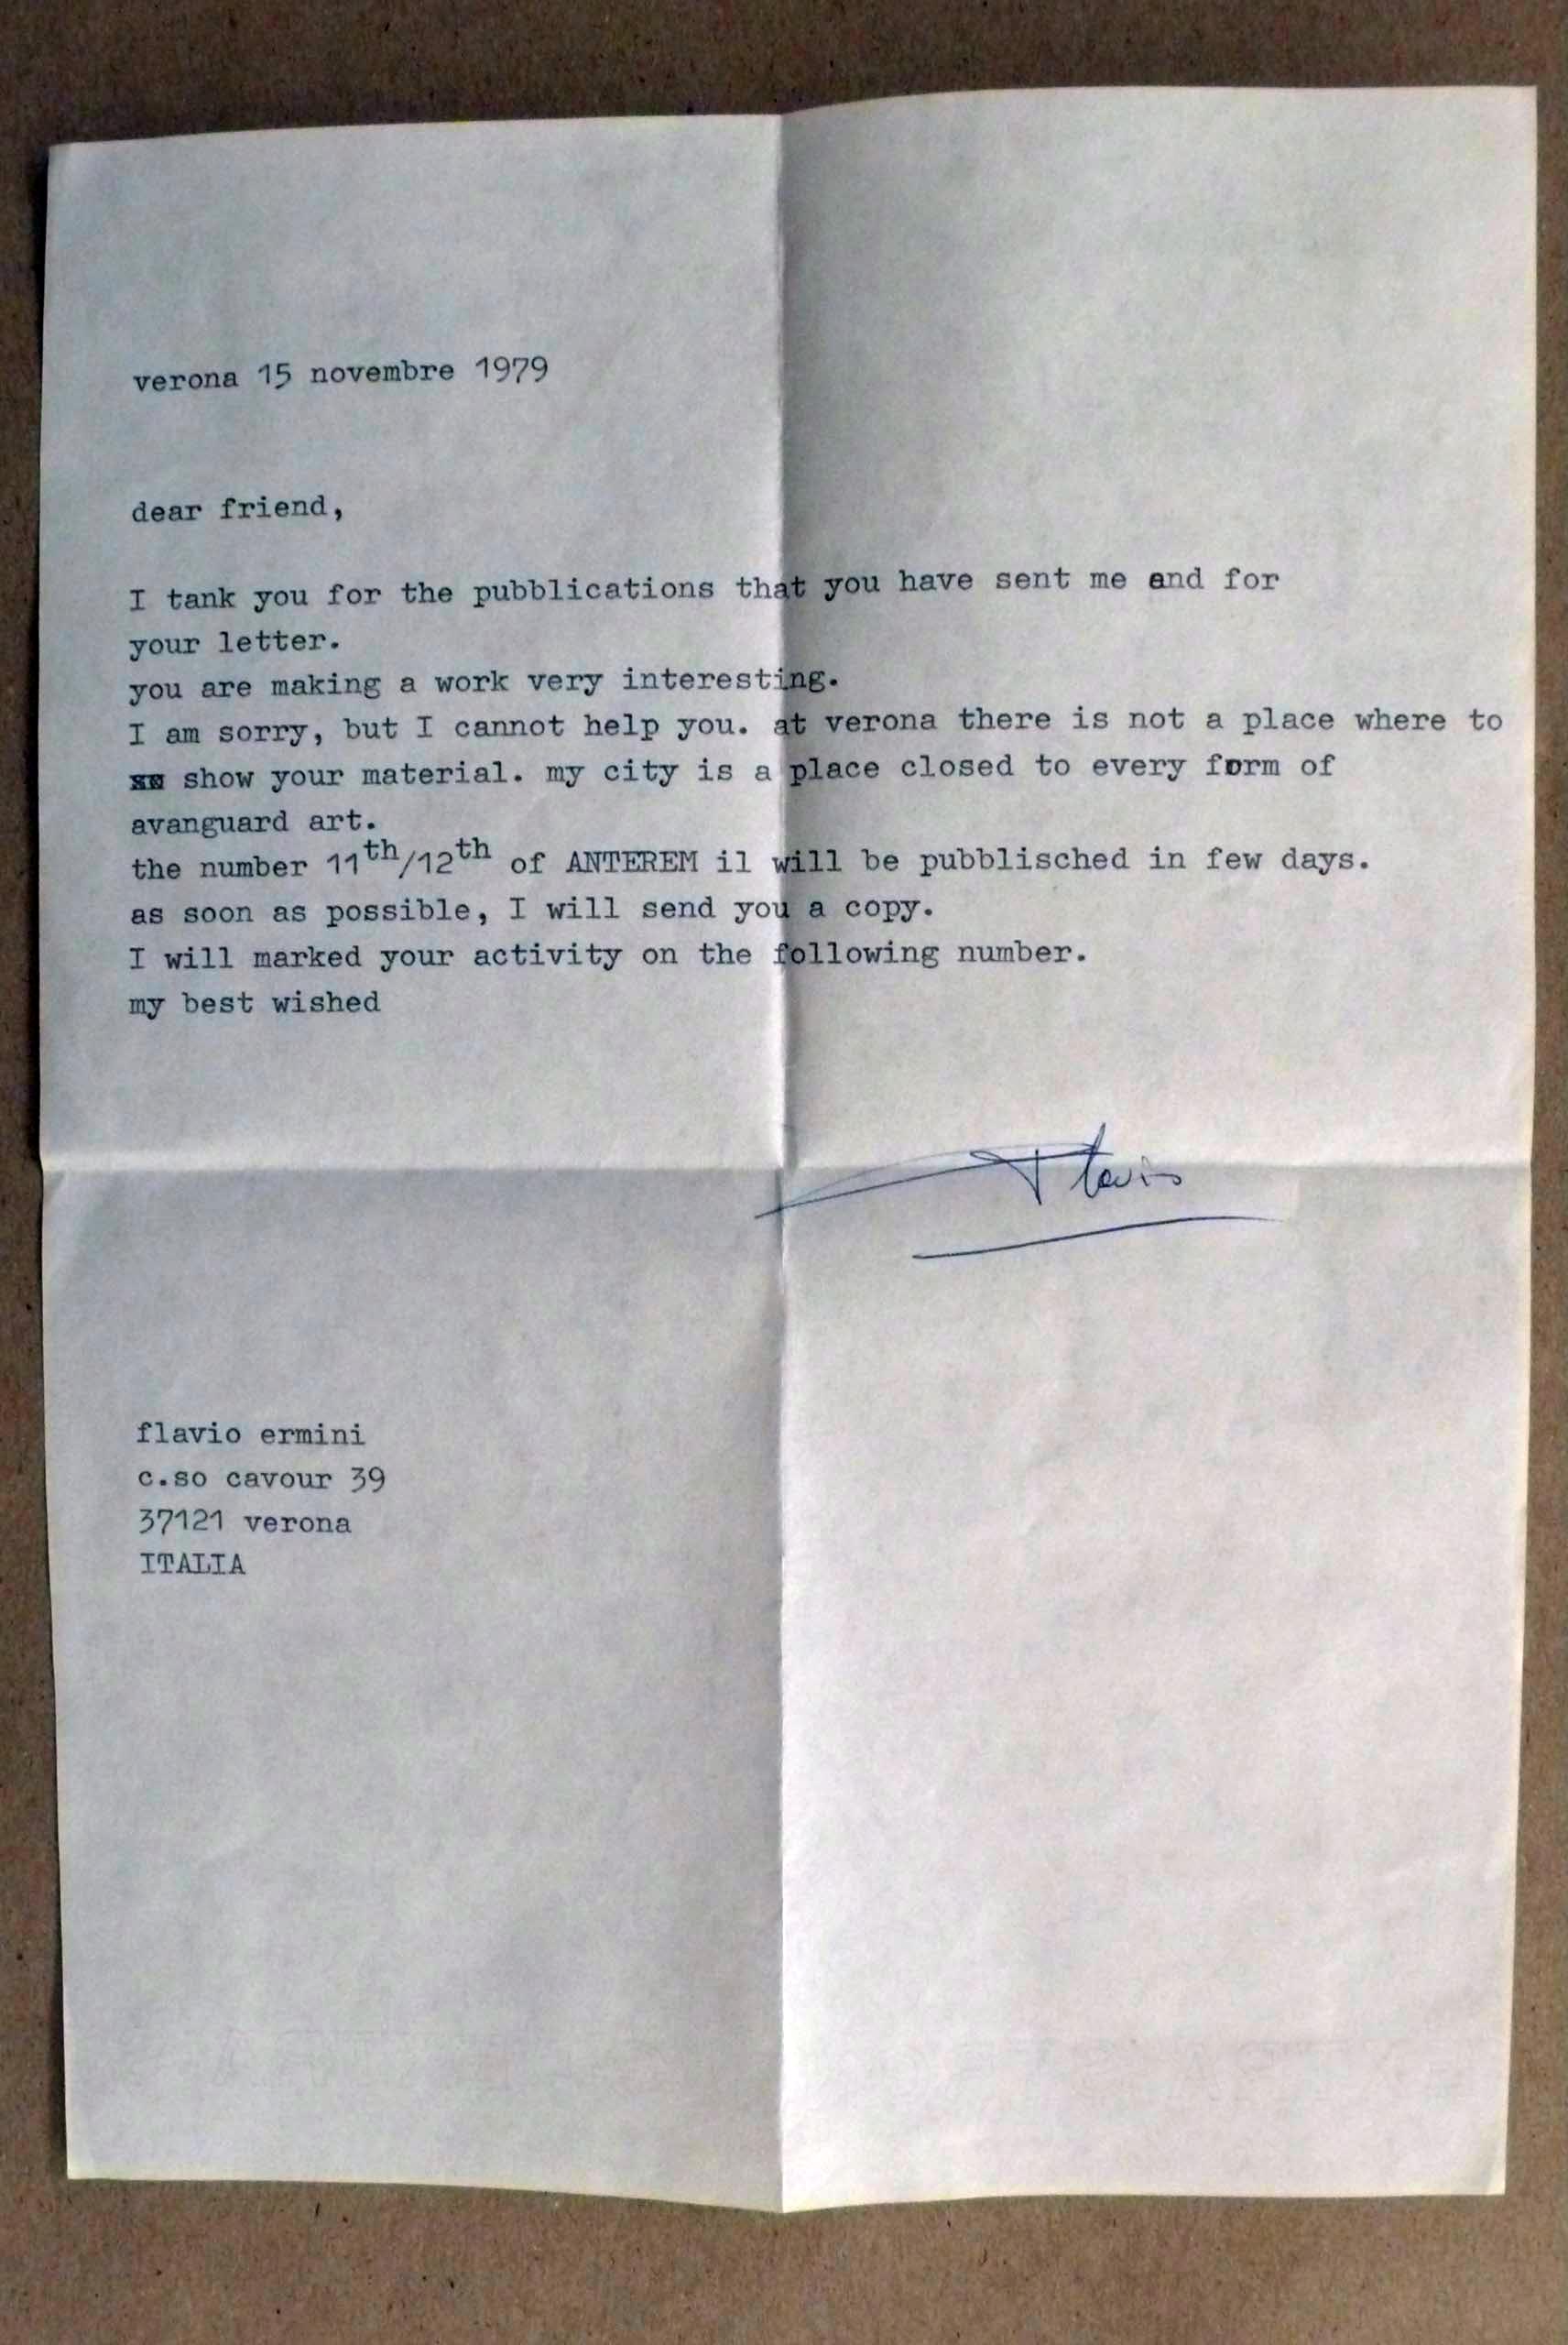 verona 15 novembre 1979
dear friend,
I tank you for the pubblications that you have sent me and for
your letter.
you are making a work very interesting.
I am sorry, but I cannot help you. at verona there is not a place where to
show your material. my city is a place closed to every form of
avanguard art.
the number 11th/12th of ANTEREM il will be pubblisched in few days.
as soon as possible, I will send you a copy.
I will marked your activity on the following number.
my best wished
Flavio
flavio ermini
c.so cavour 39
37121 verona
ITALIA